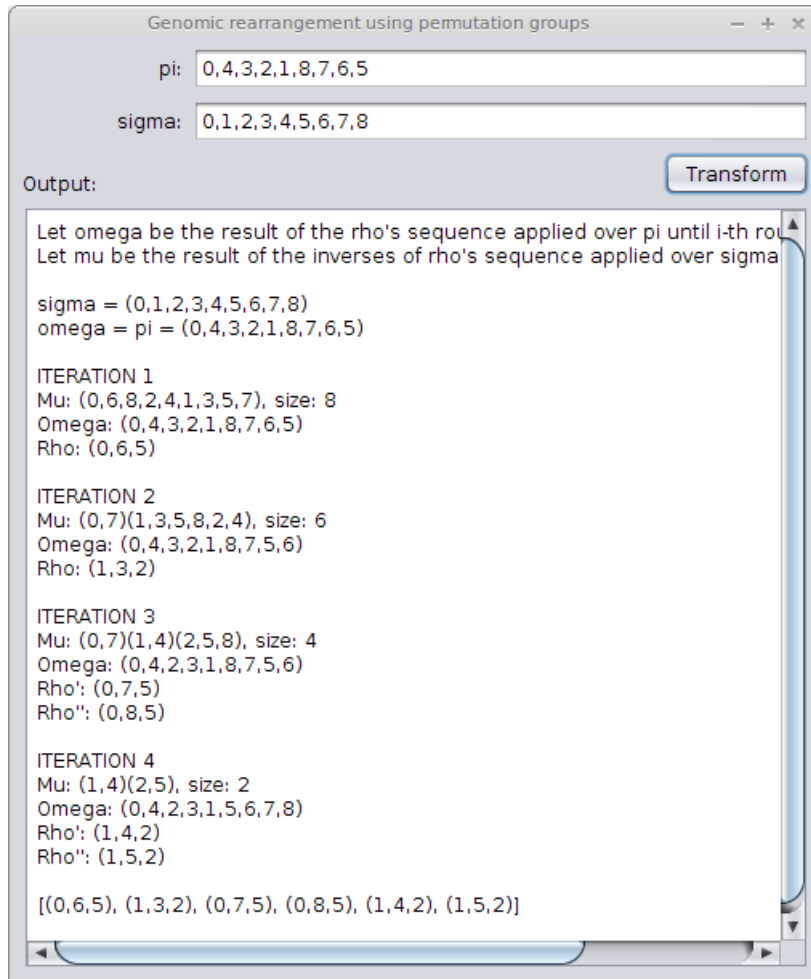 Genomic rearrangement using permutation groups
pi: 0,4,3,2,1,8,7,6,5
sigma: 0,1,2,3,4,5,6,7,8
Transform
Output:
Let omega be the result of the rho's sequence applied over pi until i-th rou
Let mu be the result of the inverses of rho's sequence applied over sigma
sigma = (0,1,2,3,4,5,6,7,8)
omega = pi = (0,4,3,2,1,8,7,6,5)
ITERATION 1
Mu: (0,6,8,2,4,1,3,5,7), size: 8
Omega: (0,4,3,2,1,8,7,6,5)
Rho: (0,6,5)
ITERATION 2
Mu: (0,7)(1,3,5,8,2,4), size: 6
Omega: (0,4,3,2,1,8,7,5,6)
Rho: (1,3,2)
ITERATION 3
Mu: (0,7)(1,4)(2,5,8), size: 4
Omega: (0,4,2,3,1,8,7,5,6)
Rho': (0,7,5)
Rho'': (0,8,5)
ITERATION 4
Mu: (1,4)(2,5), size: 2
Omega: (0,4,2,3,1,5,6,7,8)
Rho': (1,4,2)
Rho'': (1,5,2)
[(0,6,5), (1,3,2), (0,7,5), (0,8,5), (1,4,2), (1,5,2)]